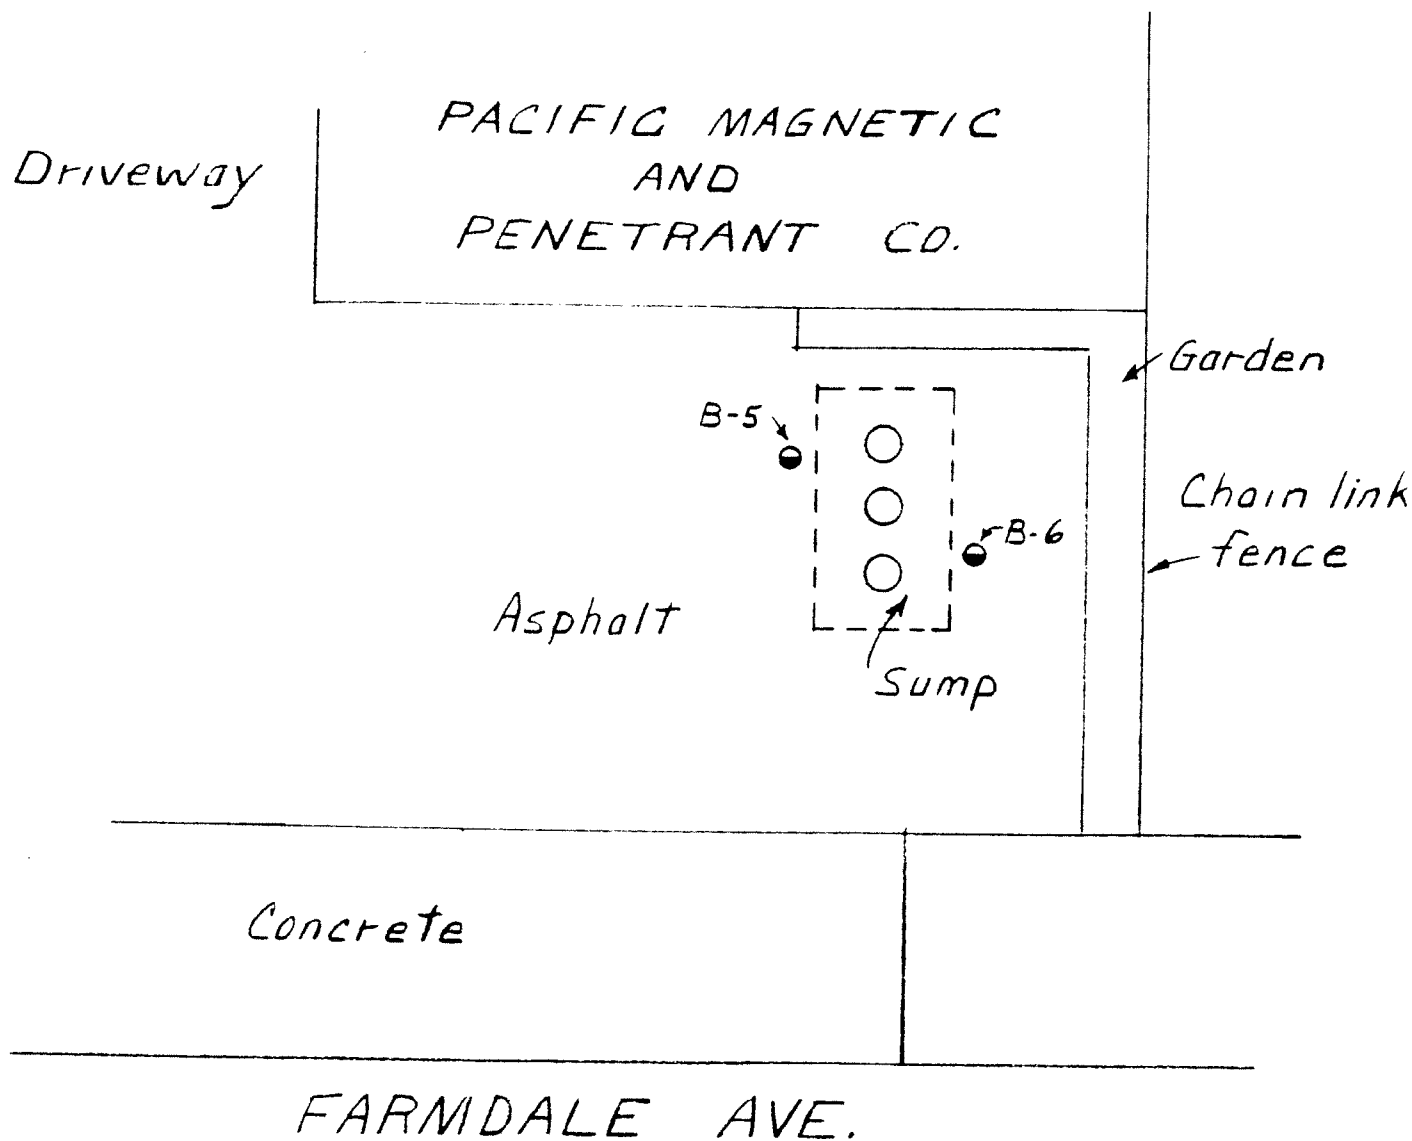 PACIFIC MAGNETIC
AND
PENETRANT CO.
Driveway
Garden
B-5
Chain link
fence
B-6
Asphalt
Sump
Concrete
FARMDALE AVE.